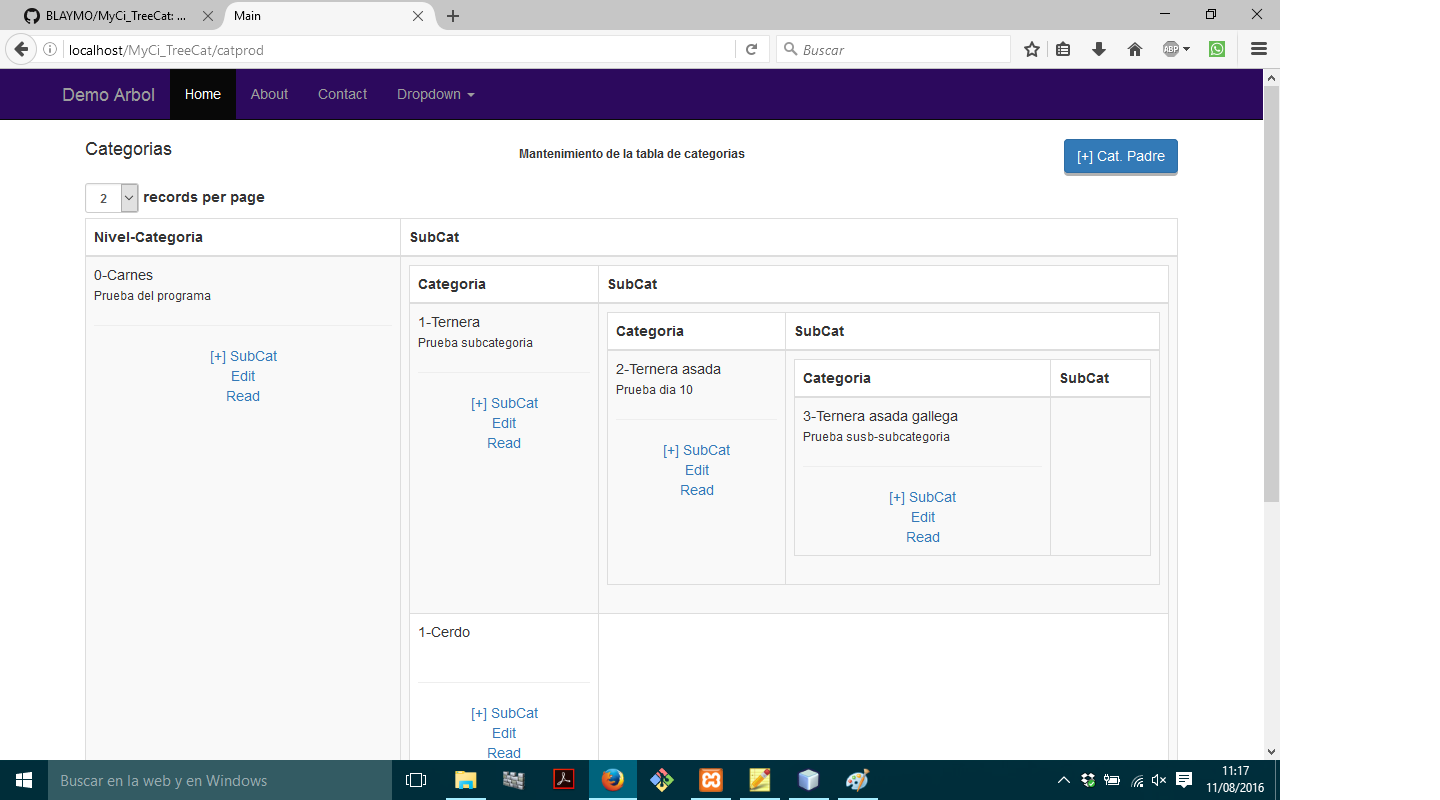 BLAYMO/MyCi_TreeCat: ...
Main
localhost/MyCi_TreeCat/catprod
Buscar
ABP
Demo Arbol Home About Contact Dropdown
Categorias
Mantenimiento de la tabla de categorias
[+] Cat. Padre
2 records per page
Nivel-Categoria SubCat
0-Carnes
Prueba del programa
[+] SubCat
Edit
Read
Categoria SubCat
1-Ternera
Prueba subcategoria
[+] SubCat
Edit
Read
Categoria SubCat
2-Ternera asada
Prueba dia 10
[+] SubCat
Edit
Read
Categoria SubCat
3-Ternera asada gallega
Prueba susb-subcategoria
[+] SubCat
Edit
Read
1-Cerdo
[+] SubCat
Edit
Read
Buscar en la web y en Windows
11:17
11/08/2016